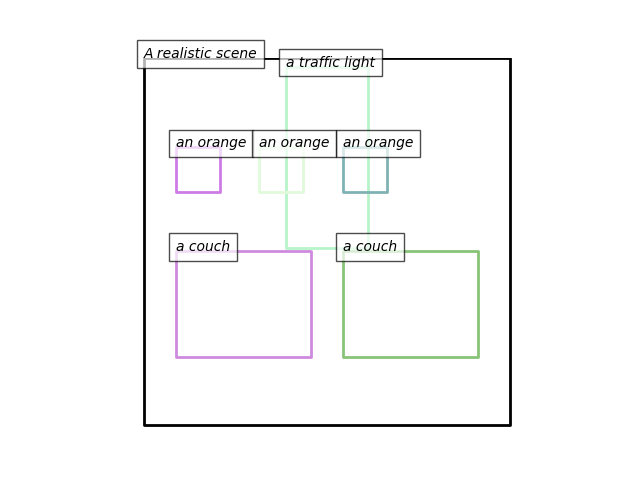 A realistic scene
a traffic light
an orange
an orange
an orange
a couch
a couch